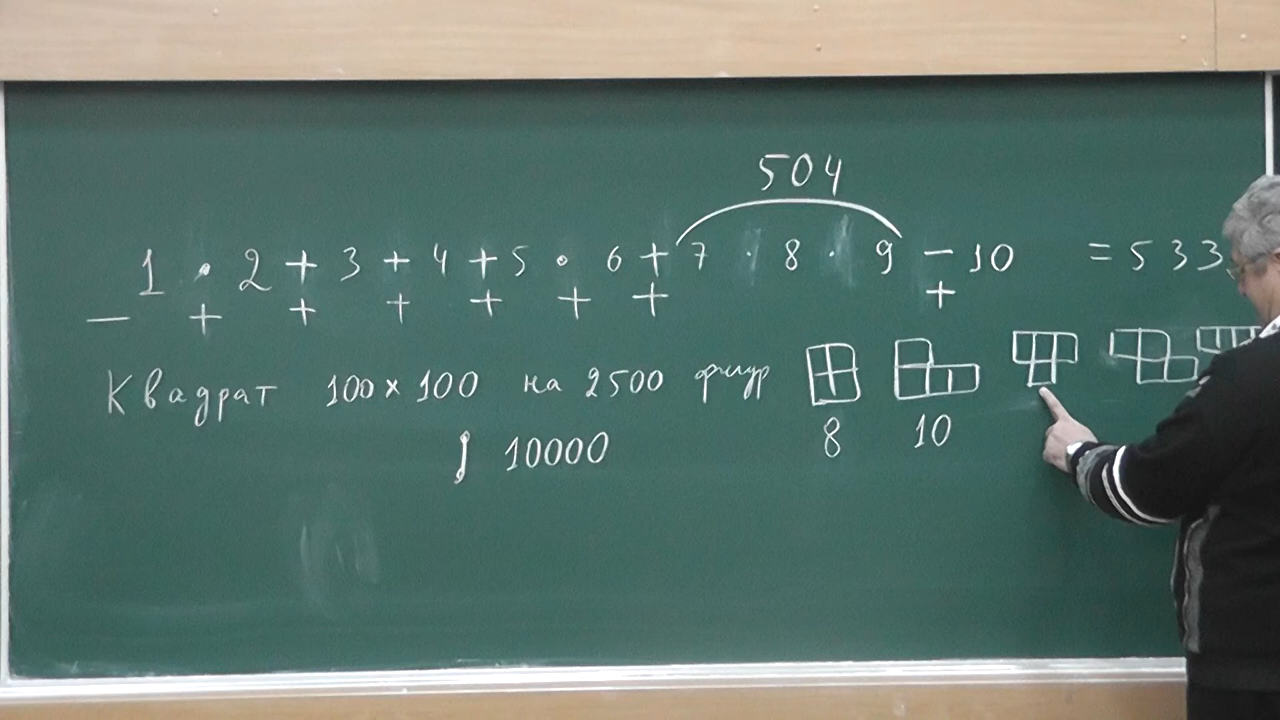 504
1 · 2 + 3 + 4 + 5 · 6 + 7 · 8 · 9 - 10 = 533
- + + + + + + +
Квадрат 100 x 100 на 2500 фигур
8 10
10000